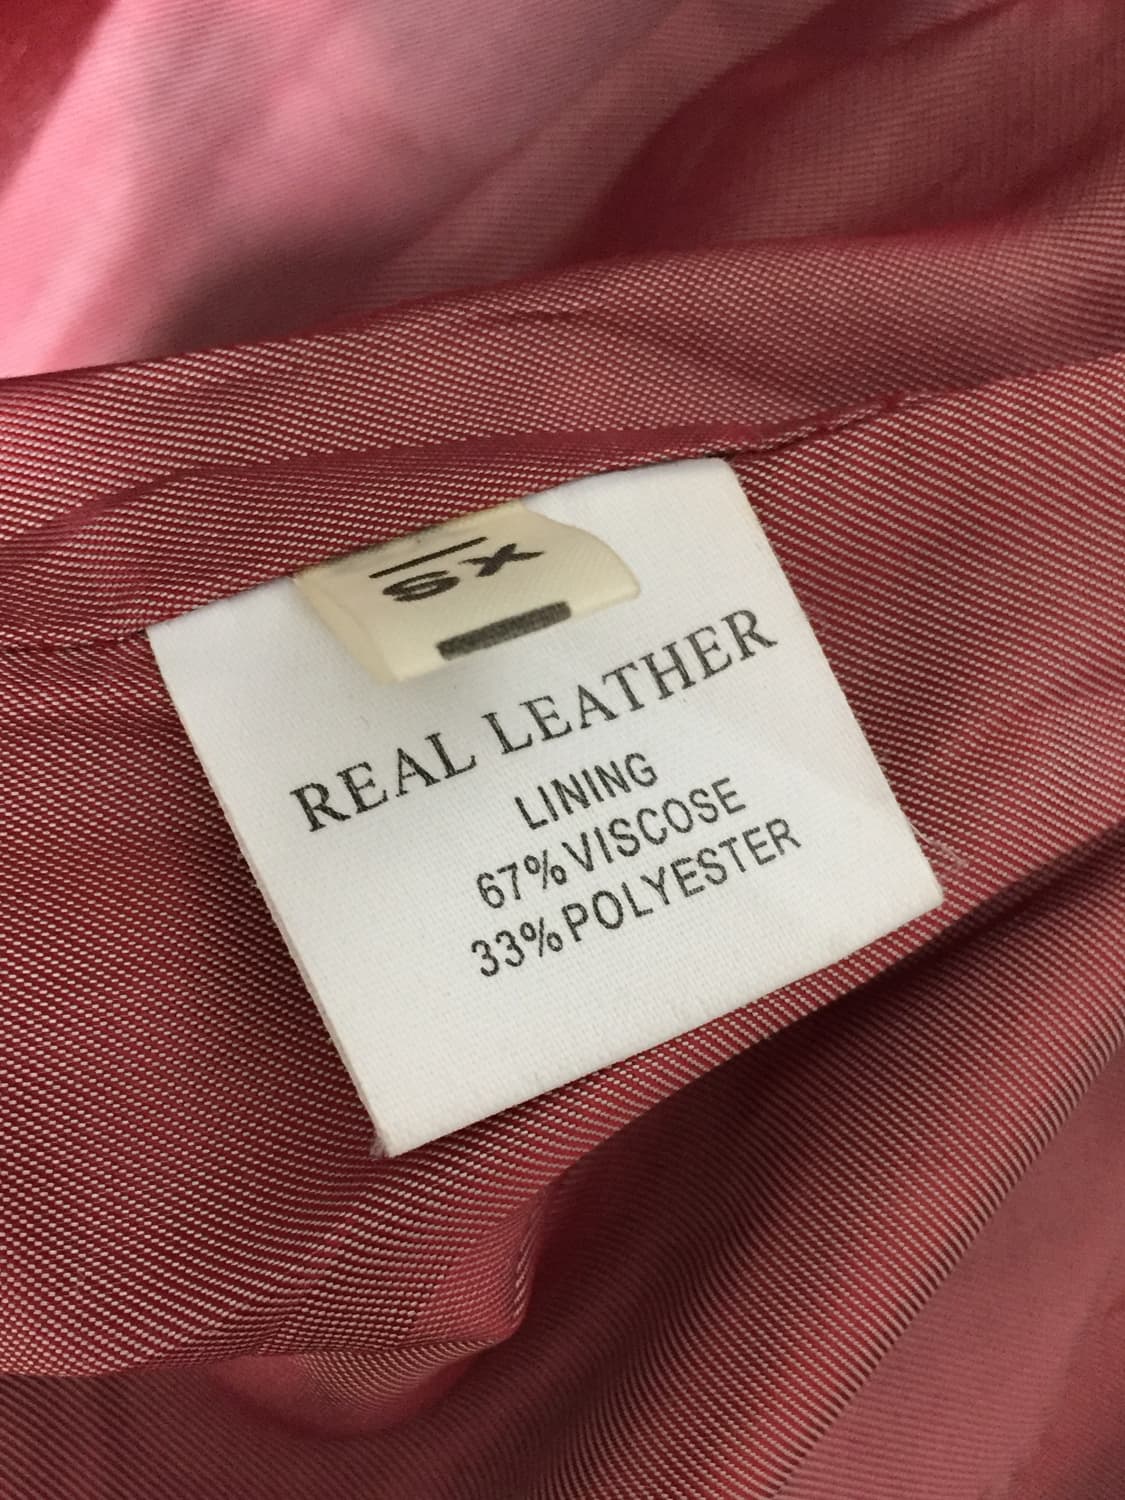 XS
REAL LEATHER
LINING
67% VISCOSE
33% POLYESTER